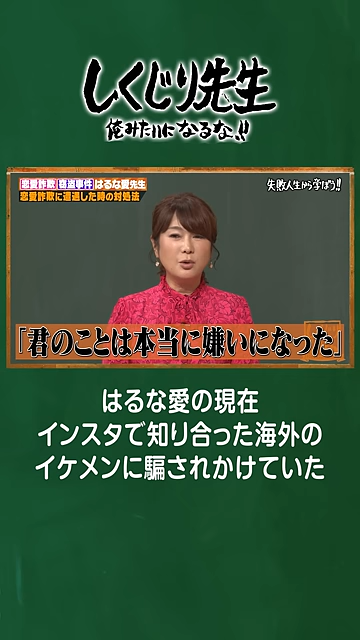 しくじり先生
俺みたいになるな!!
恋愛詐欺 窃盗事件 はるな愛先生
恋愛詐欺に遭遇した時の対処法
失敗人生から学ぼう!!
「君のことは本当に嫌いになった」
はるな愛の現在
インスタで知り合った海外の
イケメンに騙されかけていた